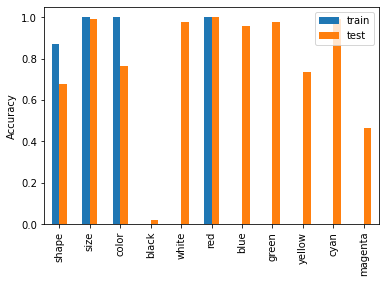 1.0
0.8
0.6
0.4
0.2
0.0
Accuracy
train
test
shape
size
color
black
white
red
blue
green
yellow
cyan
magenta